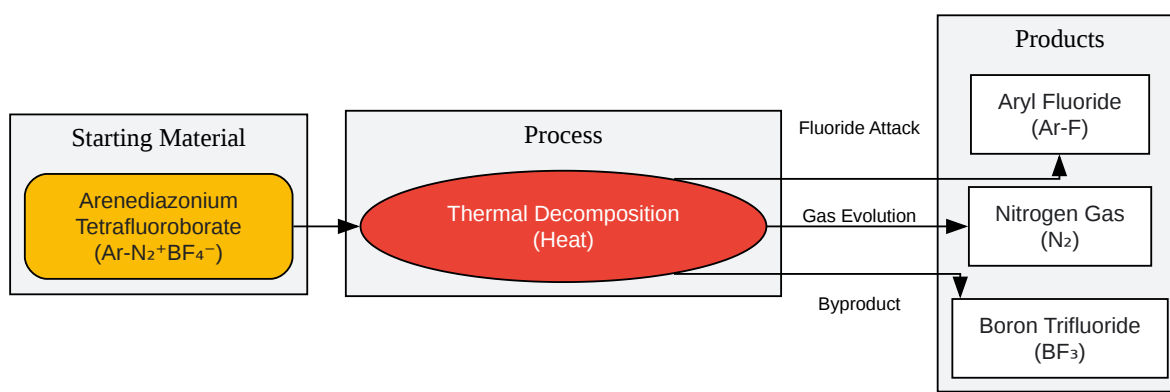 Starting Material
Arenediazonium
Tetrafluoroborate
(Ar-N₂⁺BF₄⁻)
Process
Thermal Decomposition
(Heat)
Fluoride Attack
Gas Evolution
Byproduct
Products
Aryl Fluoride
(Ar-F)
Nitrogen Gas
(N₂)
Boron Trifluoride
(BF₃)